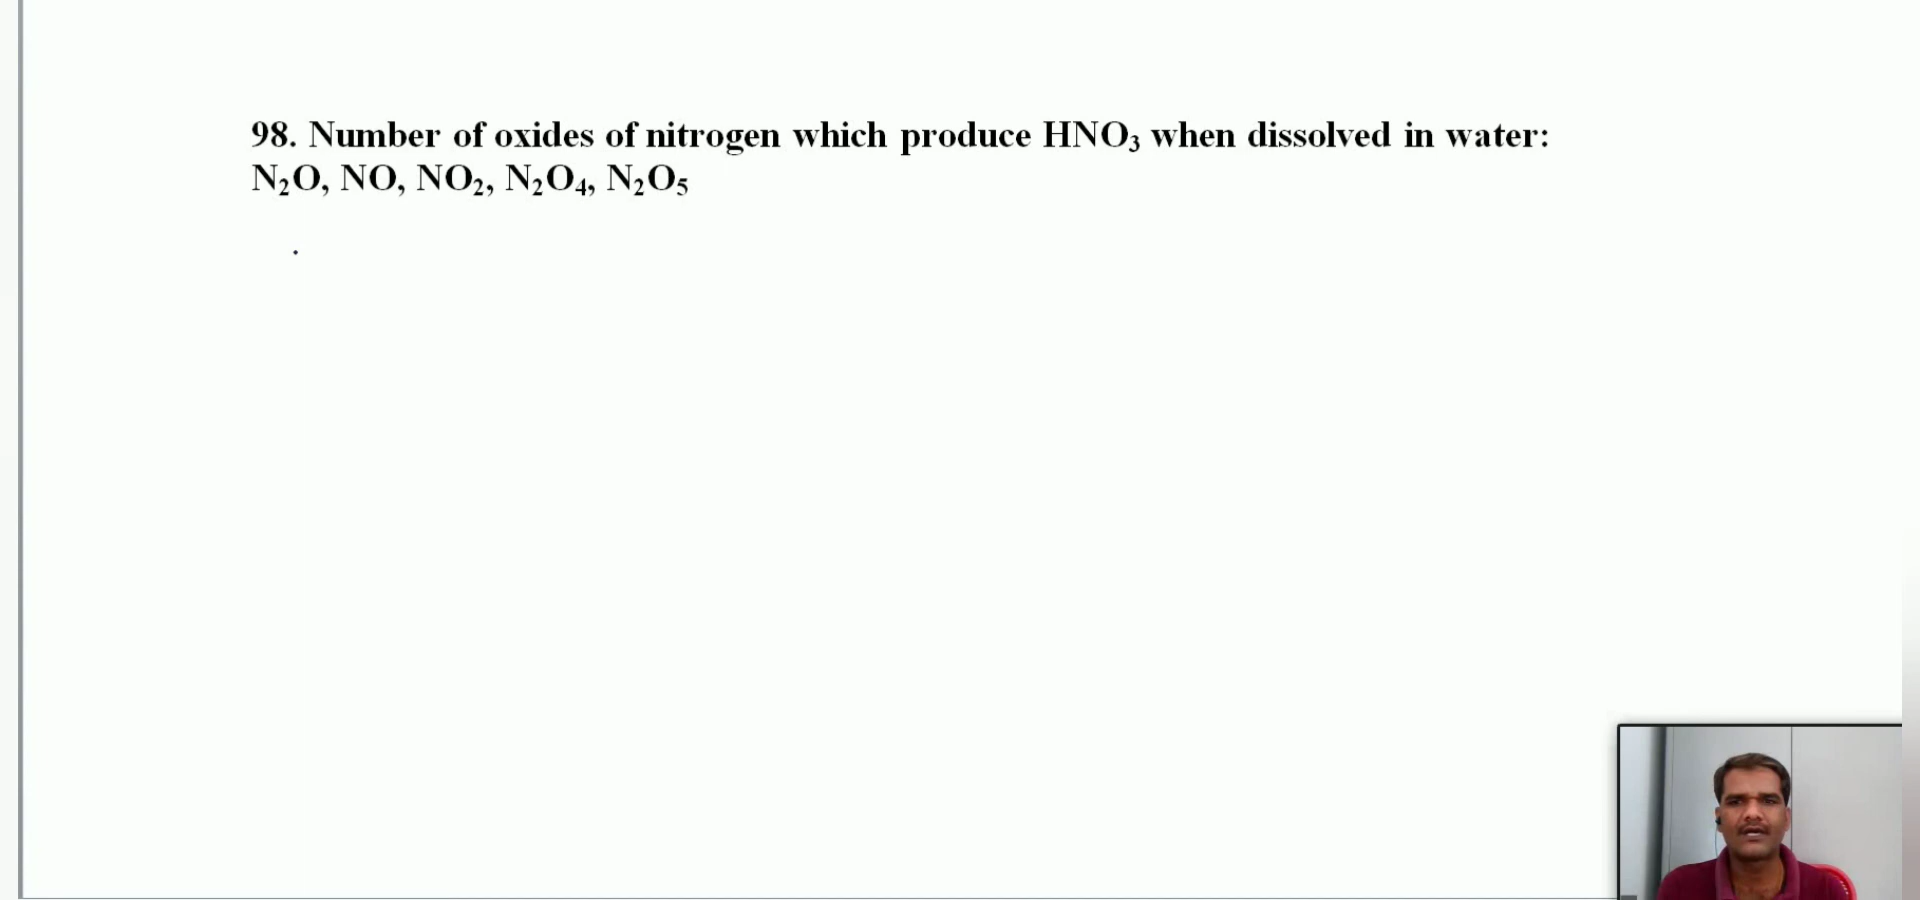 98. Number of oxides of nitrogen which produce HNO₃ when dissolved in water:
N₂O, NO, NO₂, N₂O₄, N₂O₅